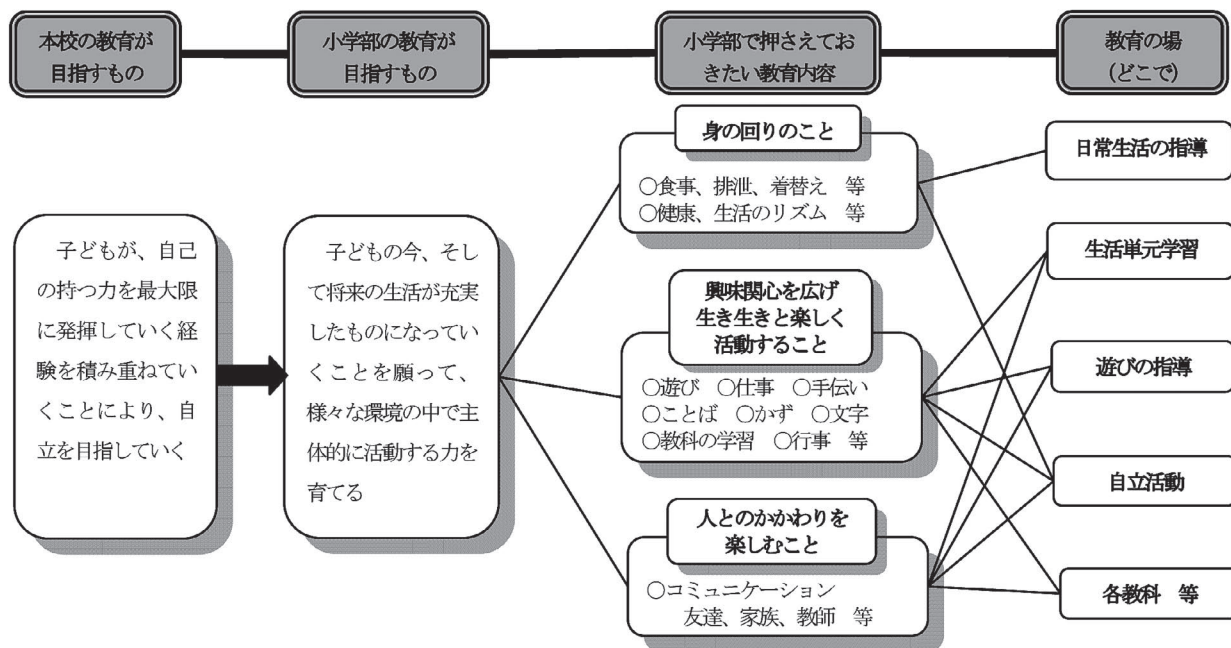 本校の教育が
目指すもの
小学部の教育が
目指すもの
小学部で押さえてお
きたい教育内容
教育の場
(どこで)
子どもが、自己
の持つ力を最大限
に発揮していく経
験を積み重ねてい
くことにより、自
立を目指していく
子どもの今、そし
て将来の生活が充実
したものになってい
くことを願って、
様々な環境の中で主
体的に活動する力を
育てる
身の回りのこと
○食事、排泄、着替え 等
○健康、生活のリズム 等
興味関心を広げ
生き生きと楽しく
活動すること
○遊び ○仕事 ○手伝い
○ことば ○かず ○文字
○教科の学習 ○行事 等
人とのかかわりを
楽しむこと
○コミュニケーション
友達、家族、教師 等
日常生活の指導
生活単元学習
遊びの指導
自立活動
各教科 等